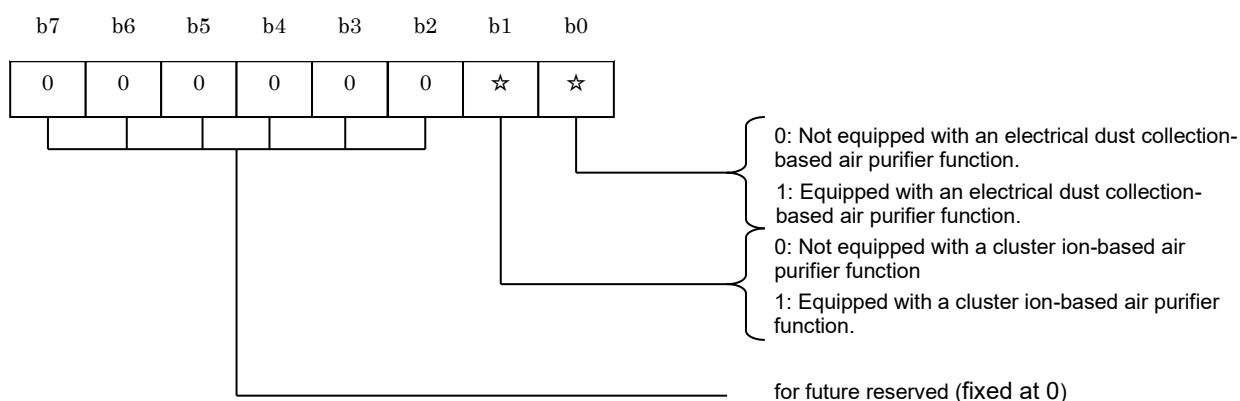 b7 b6 b5 b4 b3 b2 b1 b0
0 0 0 0 0 0 ☆ ☆
0: Not equipped with an electrical dust collection-
based air purifier function.
1: Equipped with an electrical dust collection-
based air purifier function.
0: Not equipped with a cluster ion-based air
purifier function
1: Equipped with a cluster ion-based air purifier
function.
for future reserved (fixed at 0)